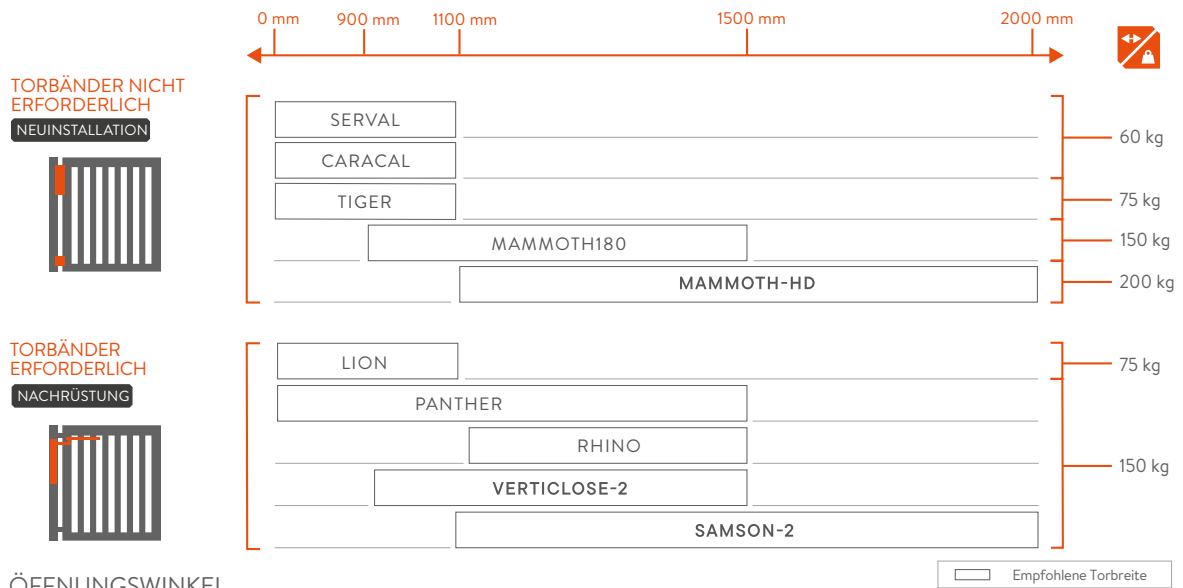 0 mm 900 mm 1100 mm 1500 mm 2000 mm
TORBÄNDER NICHT
ERFORDERLICH
NEUINSTALLATION
SERVAL
60 kg
CARACAL
TIGER
75 kg
MAMMOTH180
150 kg
MAMMOTH-HD
200 kg
TORBÄNDER
ERFORDERLICH
NACHRÜSTUNG
LION
75 kg
PANTHER
RHINO
150 kg
VERTICLOSE-2
SAMSON-2
Empfohlene Torbreite
ÖFFNUNGSWINKEL